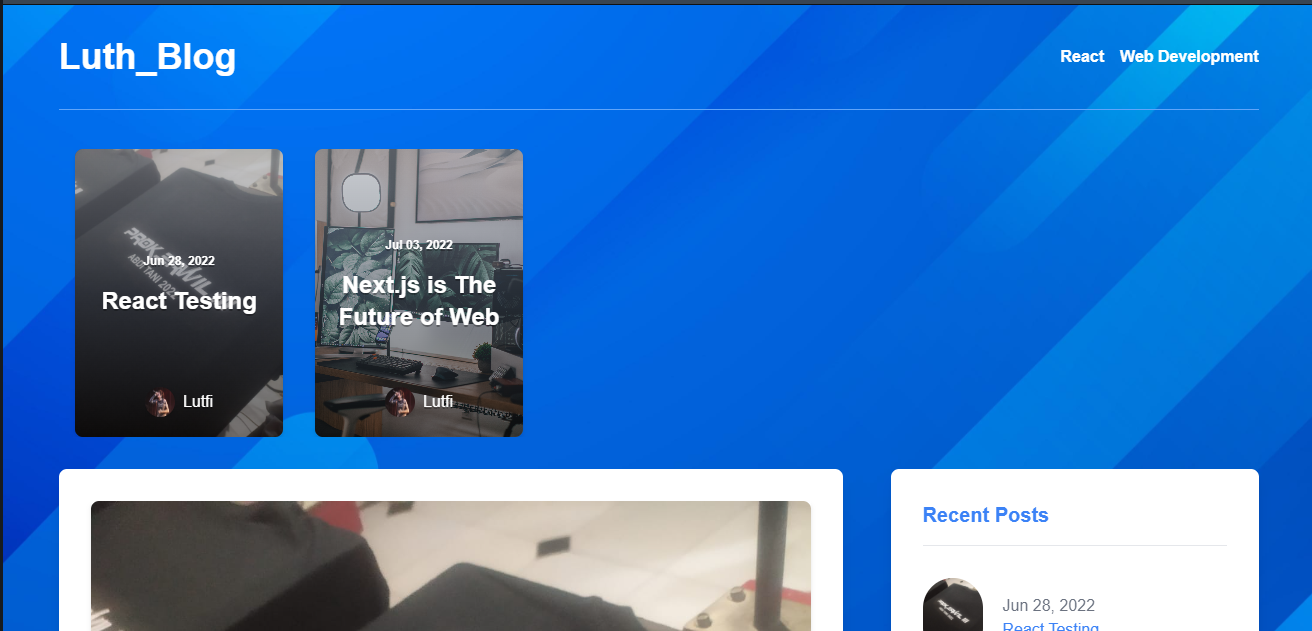 Luth_Blog
React
Web Development
Jun 28, 2022
React Testing
Lutfi
Jul 03, 2022
Next.js is The
Future of Web
Lutfi
Recent Posts
Jun 28, 2022
React Testing